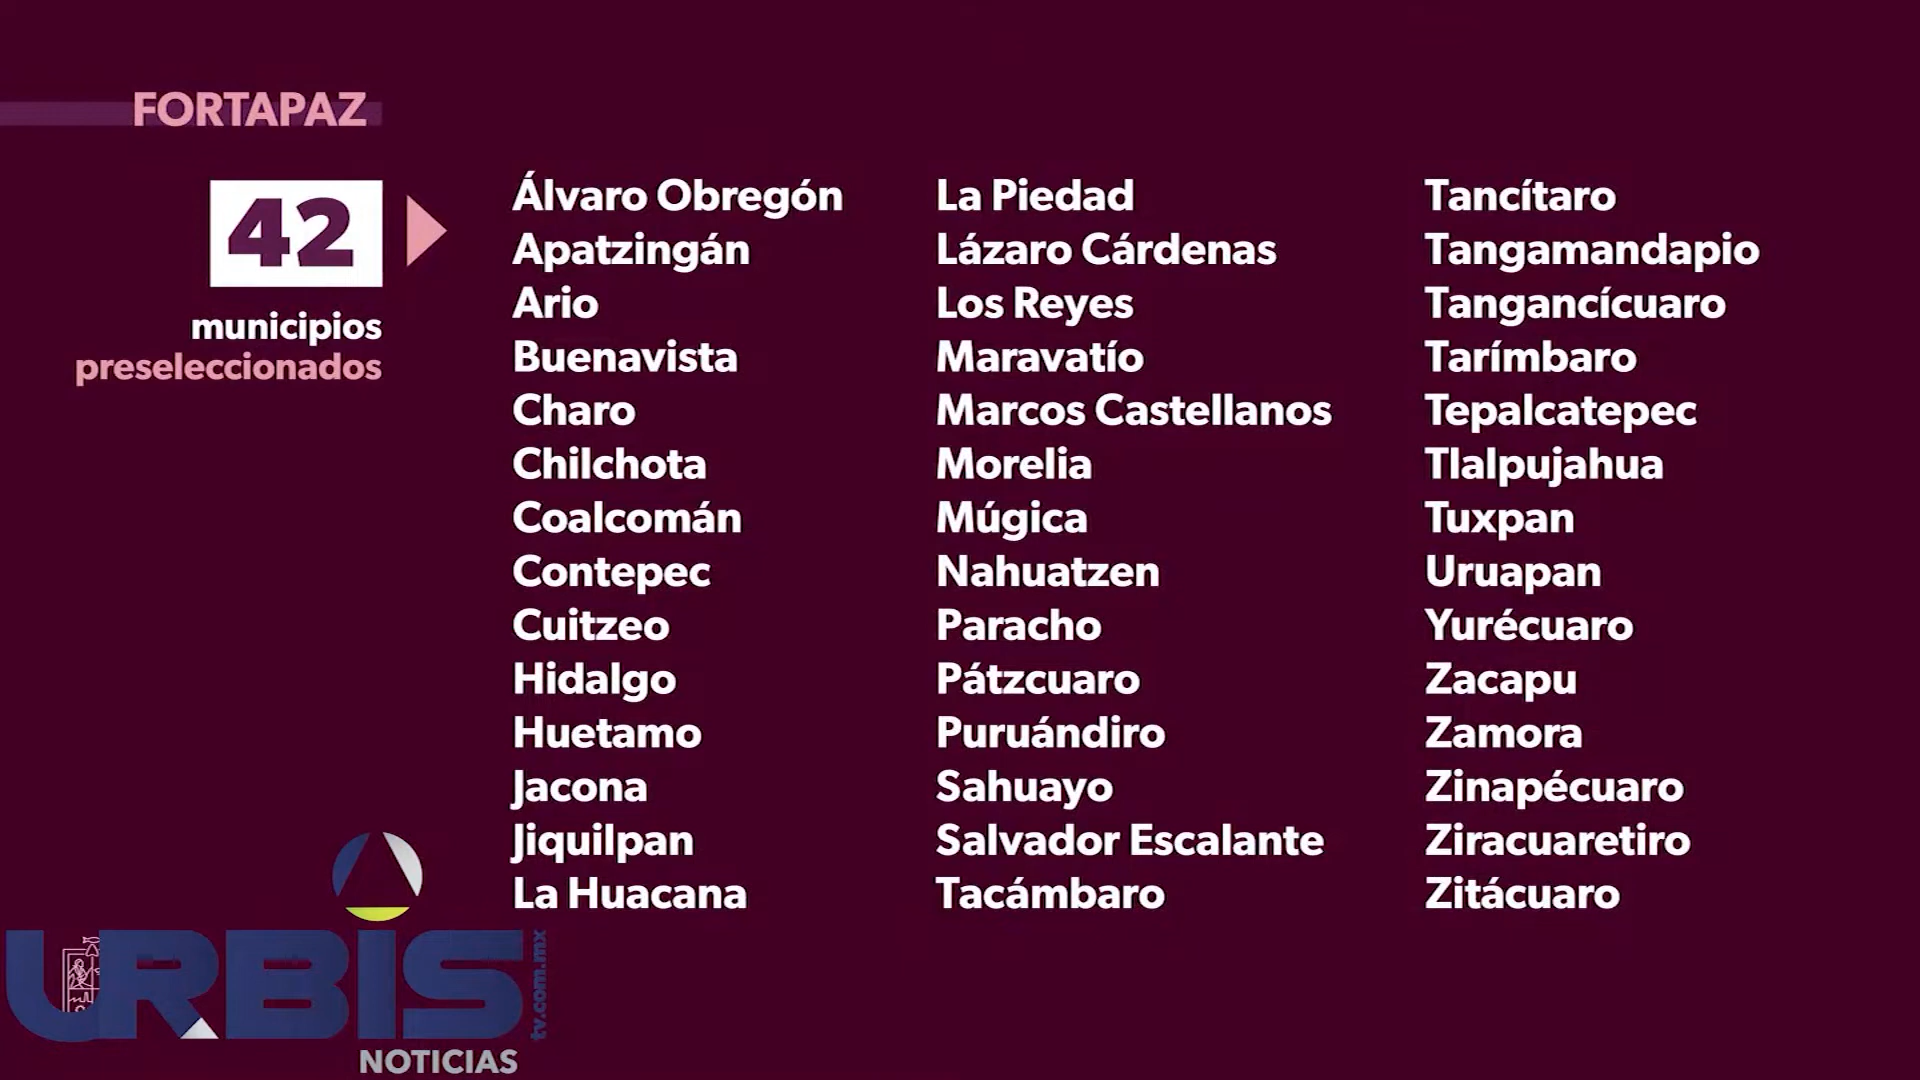 FORTAPAZ
42
municipios
preseleccionados
Álvaro Obregón
Apatzingán
Ario
Buenavista
Charo
Chilchota
Coalcomán
Contepec
Cuitzeo
Hidalgo
Huetamo
Jacona
Jiquilpan
La Huacana
La Piedad
Lázaro Cárdenas
Los Reyes
Maravatío
Marcos Castellanos
Morelia
Múgica
Nahuatzen
Paracho
Pátzcuaro
Puruándiro
Sahuayo
Salvador Escalante
Tacámbaro
Tancítaro
Tangamandapio
Tangancícuaro
Tarímbaro
Tepalcatepec
Tlalpujahua
Tuxpan
Uruapan
Yurécuaro
Zacapu
Zamora
Zinapécuaro
Ziracuaretiro
Zitácuaro
URBIS
tv.com.mx
NOTICIAS